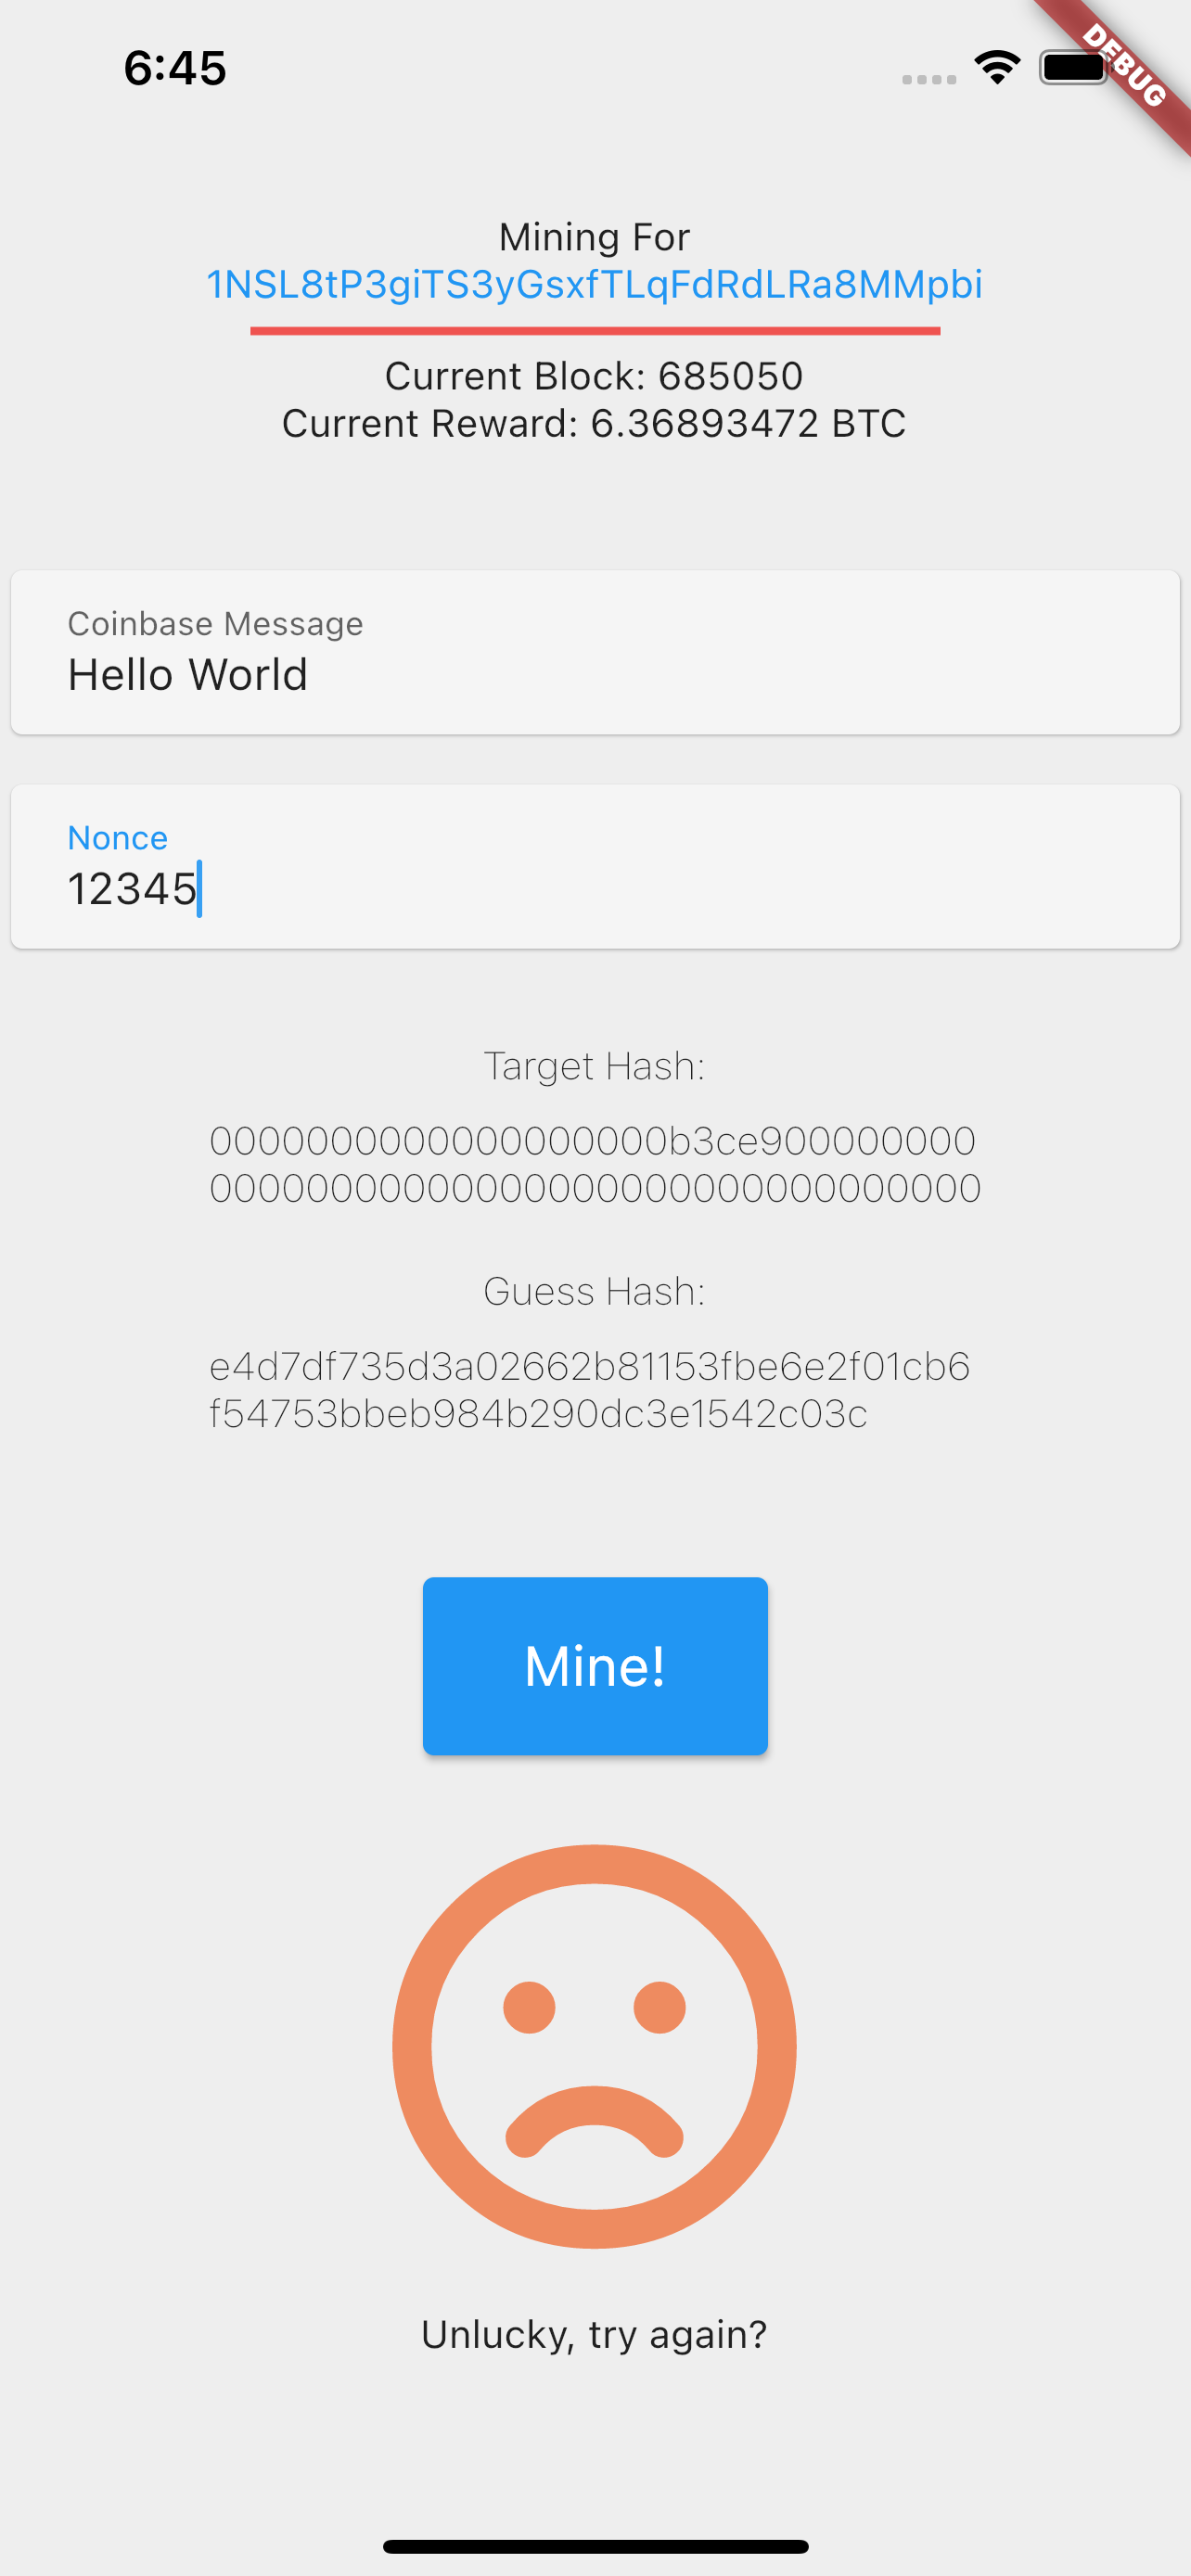 6:45
DEBUG
Mining For
1NSL8tP3giTS3yGsxfTLqFdRdLRa8MMpbi
Current Block: 685050
Current Reward: 6.36893472 BTC
Coinbase Message
Hello World
Nonce
12345
Target Hash:
0000000000000000000b3ce900000000
00000000000000000000000000000000
Guess Hash:
e4d7df735d3a02662b81153fbe6e2f01cb6
f54753bbeb984b290dc3e1542c03c
Mine!
Unlucky, try again?